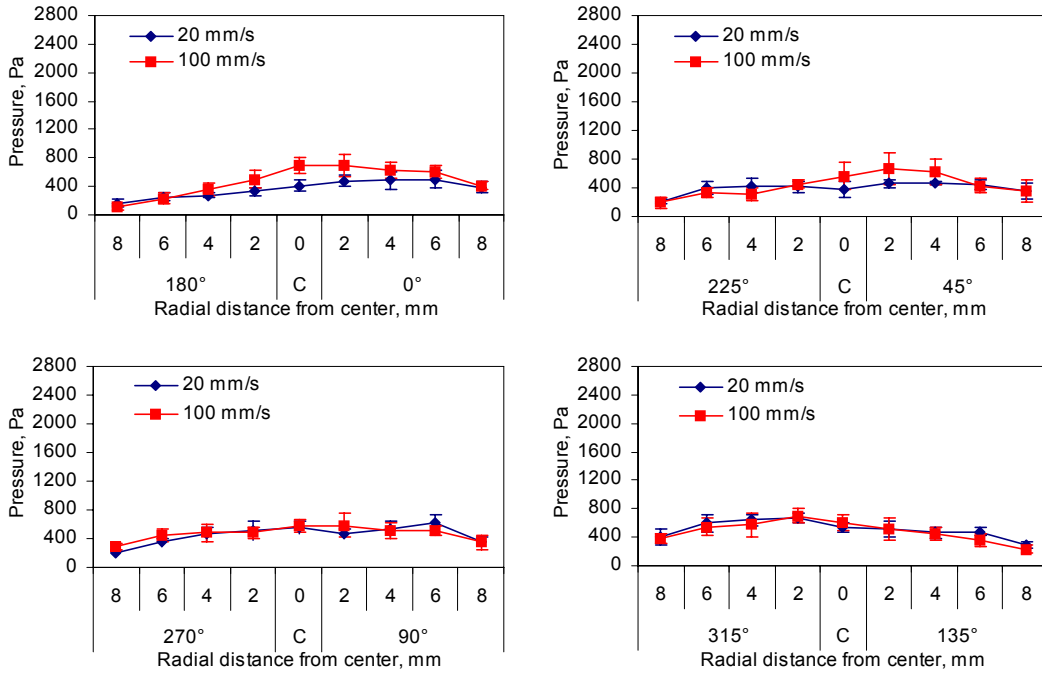 2800
2400
2000
1600
1200
800
400
0
Pressure, Pa
20 mm/s
100 mm/s
8 6 4 2 0 2 4 6 8
180° C 0°
Radial distance from center, mm
2800
2400
2000
1600
1200
800
400
0
Pressure, Pa
20 mm/s
100 mm/s
8 6 4 2 0 2 4 6 8
225° C 45°
Radial distance from center, mm
2800
2400
2000
1600
1200
800
400
0
Pressure, Pa
20 mm/s
100 mm/s
8 6 4 2 0 2 4 6 8
270° C 90°
Radial distance from center, mm
2800
2400
2000
1600
1200
800
400
0
Pressure, Pa
20 mm/s
100 mm/s
8 6 4 2 0 2 4 6 8
315° C 135°
Radial distance from center, mm